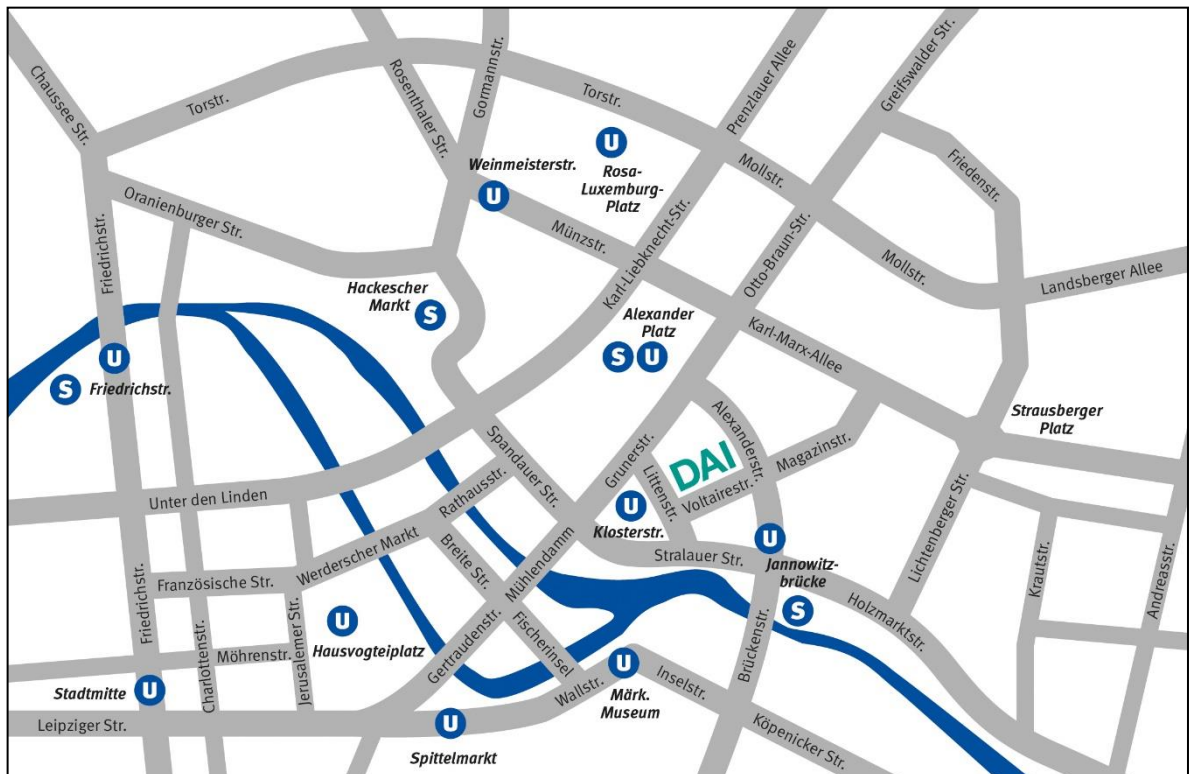 Chaussee Str.
Torstr.
Rosenthaler Str.
Gormannstr.
Torstr.
Prenzlauer Allee
Greifswalder Str.
U
Weinmeisterstr.
U
Rosa-
Luxemburg-
Platz
Mollstr.
Friedenstr.
Oranienburger Str.
Friedrichstr.
Münzstr.
Karl-Liebknecht-Str.
Otto-Braun-Str.
Mollstr.
Landsberger Allee
Hackescher
Markt
S
Alexander
Platz
S U
Karl-Marx-Allee
U
S
Friedrichstr.
Strausberger
Platz
Spandauer Str.
Grunerstr.
Littenstr.
DAI
Alexanderstr.
Magazinstr.
Voltairestr.
Unter den Linden
Rathausstr.
U
Klosterstr.
Stralauer Str.
U
Jannowitz-
brücke
S
Lichtenberger Str.
Werderscher Markt
Breite Str.
Mühlendamm
Französische Str.
Friedrichstr.
Charlottenstr.
Jerusalemer Str.
Möhrenstr.
U
Hausvogteiplatz
Gertraudenstr.
Fischerinsel
Holzmarktstr.
Krautstr.
Andreasstr.
Brückenstr.
Stadtmitte
U
Wallstr.
U
Märk.
Museum
Inselstr.
Leipziger Str.
U
Spittelmarkt
Köpenicker Str.